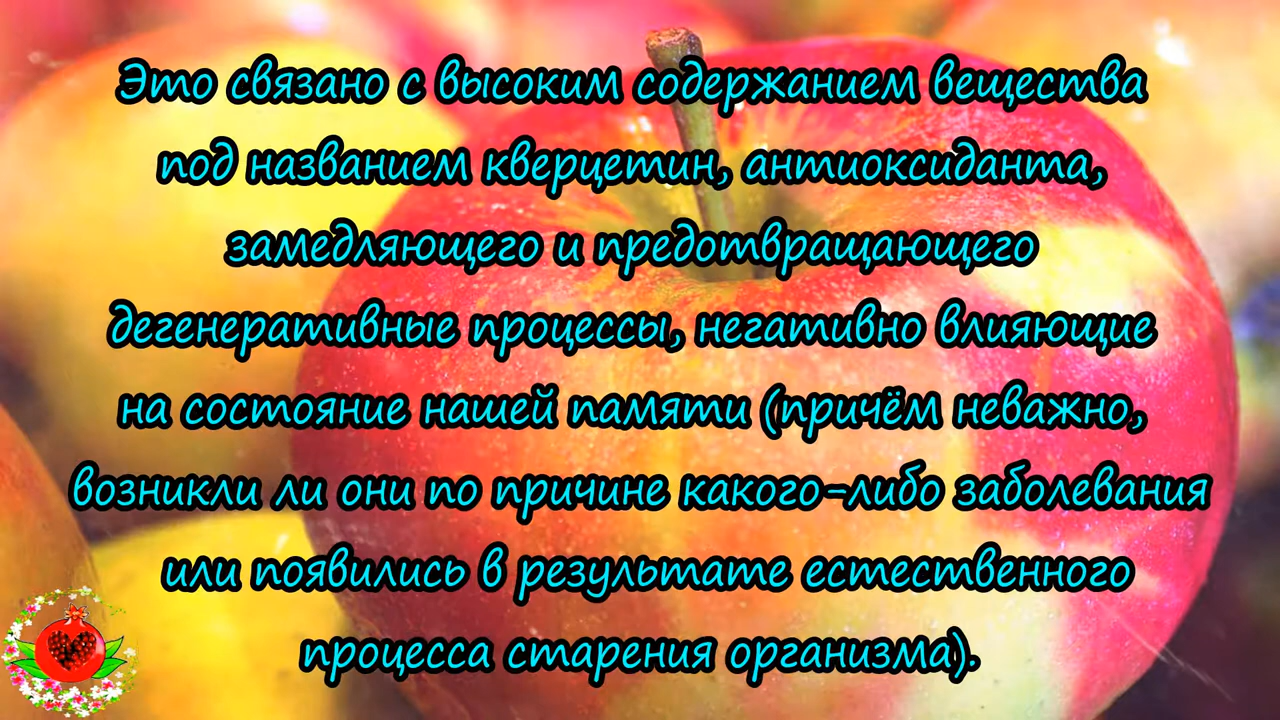 Это связано с высоким содержанием вещества
под названием кверцетин, антиоксиданта,
замедляющего и предотвращающего
дегенеративные процессы, негативно влияющие
на состояние нашей памяти (причём неважно,
возникли ли они по причине какого-либо заболевания
или появились в результате естественного
процесса старения организма).